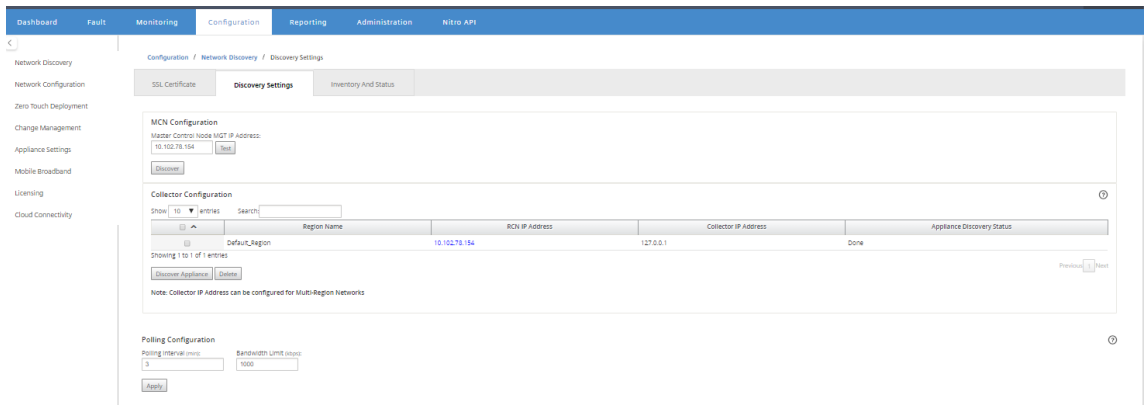 Dashboard Fault Monitoring Configuration Reporting Administration Nitro API
Configuration / Network Discovery / Discovery Settings
Network Discovery
Network Configuration
Zero Touch Deployment
Change Management
Appliance Settings
Mobile Broadband
Licensing
Cloud Connectivity
SSL Certificate Discovery Settings Inventory And Status
MCN Configuration
Master Control Node MGT IP Address:
10.102.78.154 Test
Discover
Collector Configuration
Show 10 entries Search:
Region Name RCN IP Address Collector IP Address Appliance Discovery Status
Default_Region 10.102.78.154 127.0.0.1 Done
Showing 1 to 1 of 1 entries
Previous 1 Next
Discover Appliance Delete
Note: Collector IP Address can be configured for Multi-Region Networks
Polling Configuration
Polling Interval (min): Bandwidth Limit (kbps):
3 1000
Apply